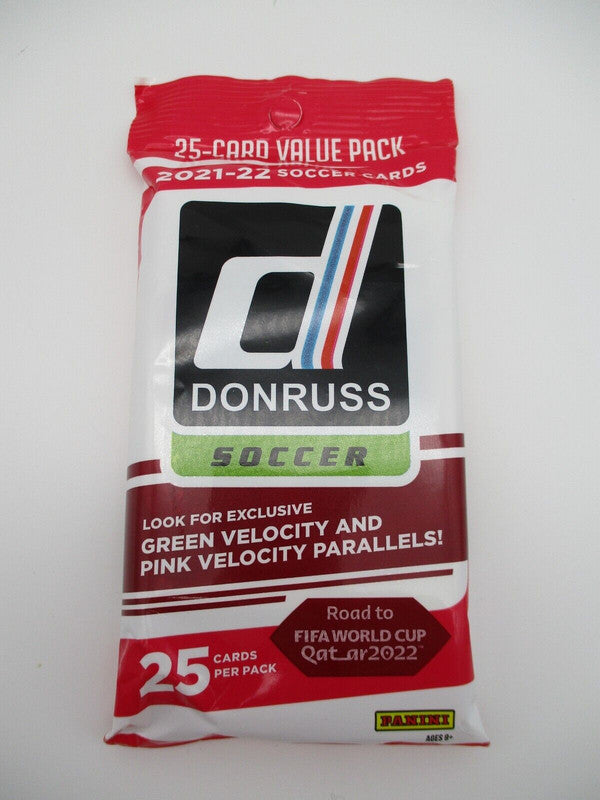 25-CARD VALUE PACK
2021-22 SOCCER CARDS
d
DONRUSS
SOCCER
LOOK FOR EXCLUSIVE
GREEN VELOCITY AND
PINK VELOCITY PARALLELS!
Road to
FIFA WORLD CUP
Qatar2022™
25 CARDS
PER PACK
PANINI
AGES 8+